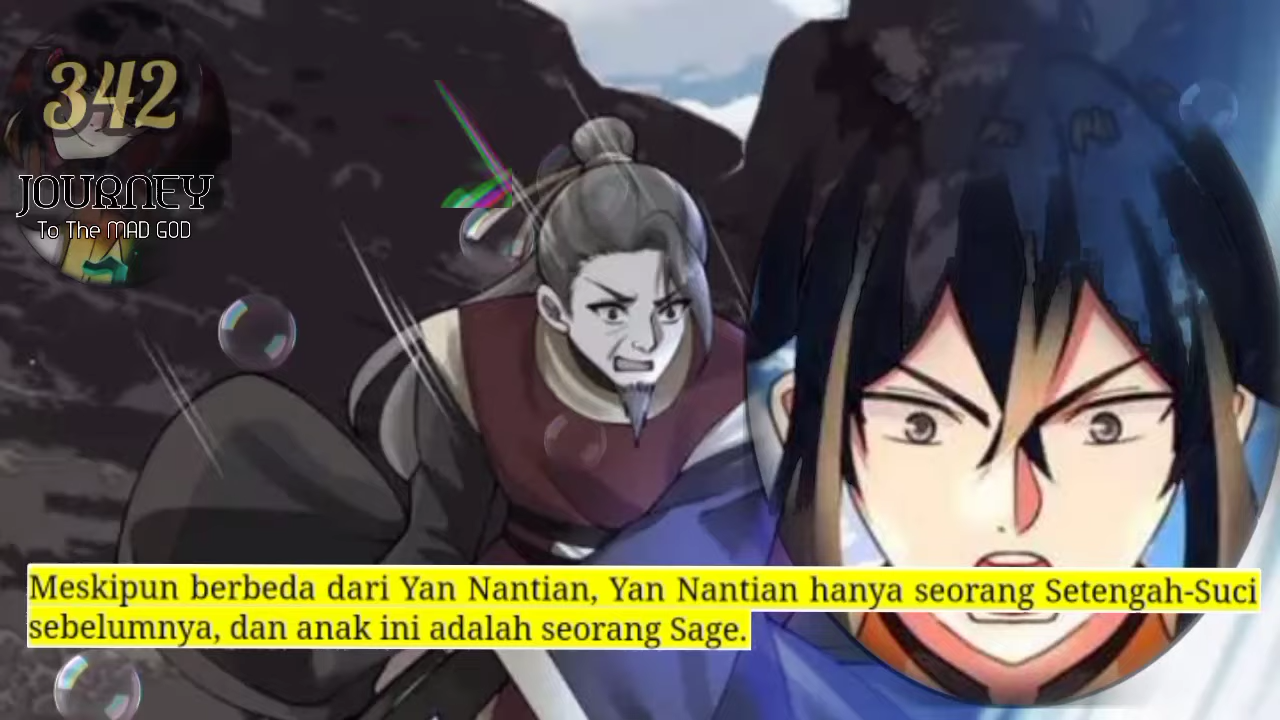 342
JOURNEY
To The MAD GOD
Meskipun berbeda dari Yan Nantian, Yan Nantian hanya seorang Setengah-Suci
sebelumnya, dan anak ini adalah seorang Sage.